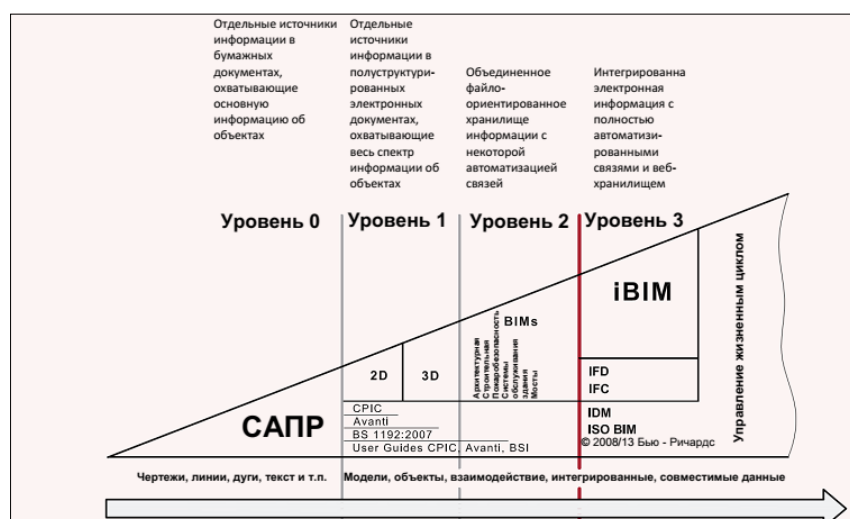 Отдельные источники
информации в
бумажных
документах,
охватывающие
основную
информацию об
объектах
Отдельные
источники
информации в
полуструктури-
рованных
электронных
документах,
охватывающие
весь спектр
информации об
объектах
Объединенное
файло-
ориентированное
хранилище
информации с
некоторой
автоматизацией
связей
Интегрированна
электронная
информация с
полностью
автоматизи-
рованными
связями и веб-
хранилищем
Уровень 0
Уровень 1
Уровень 2
Уровень 3
САПР
2D
3D
CPIC
Avanti
BS 1192:2007
User Guides CPIC, Avanti, BSI
BIMs
Архитектурная
Строительная
Пожаробезопасность
Системы
обслуживания
здания
Мосты
iBIM
IFD
IFC
IDM
ISO BIM
© 2008/13 Бью - Ричардс
Управление жизненным циклом
Чертежи, линии, дуги, текст и т.п.
Модели, объекты, взаимодействие, интегрированные, совместимые данные